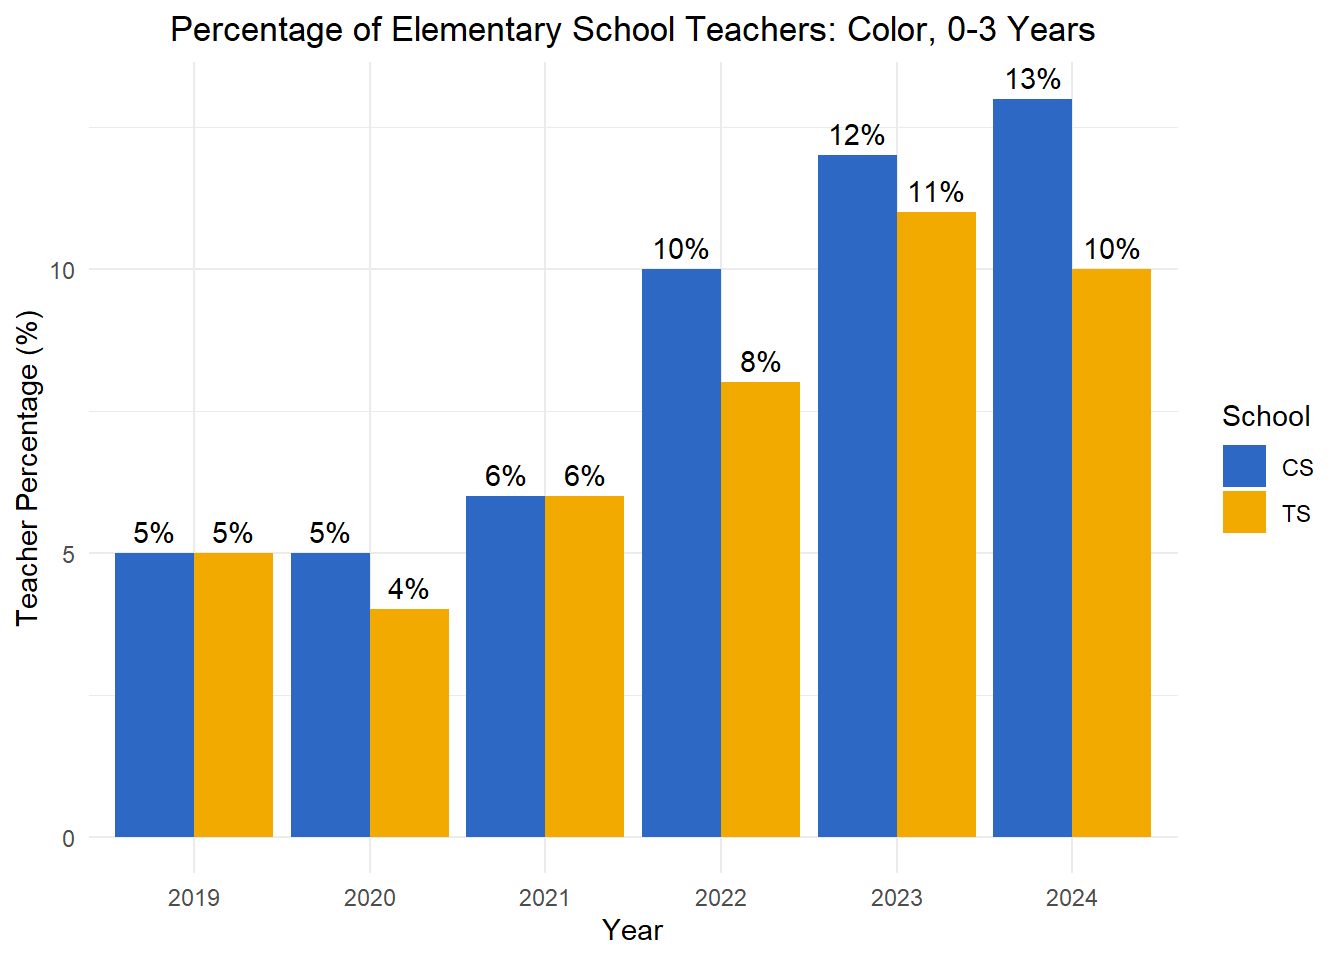 Percentage of Elementary School Teachers: Color, 0-3 Years
Teacher Percentage (%)
10
5
0
5% 5% 5% 4% 6% 6% 10% 8% 12% 11% 13% 10%
2019 2020 2021 2022 2023 2024
Year
School
CS
TS